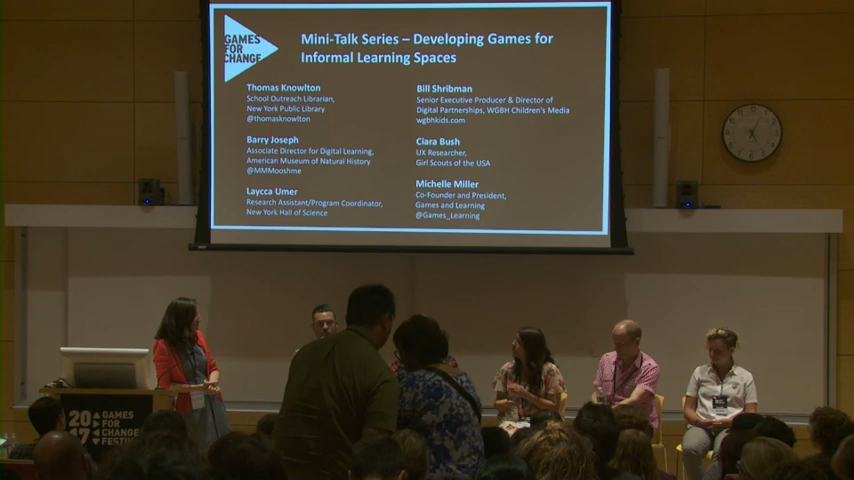 GAMES
FOR
CHANGE
Mini-Talk Series – Developing Games for
Informal Learning Spaces
Thomas Knowlton
School Outreach Librarian,
New York Public Library
@thomasknowlton
Barry Joseph
Associate Director for Digital Learning,
American Museum of Natural History
@MMMooshme
Laycca Umer
Research Assistant/Program Coordinator,
New York Hall of Science
Bill Shribman
Senior Executive Producer & Director of
Digital Partnerships, WGBH Children's Media
wgbhkids.com
Ciara Bush
UX Researcher,
Girl Scouts of the USA
Michelle Miller
Co-Founder and President,
Games and Learning
@Games_Learning
2017
GAMES
FOR
CHANGE